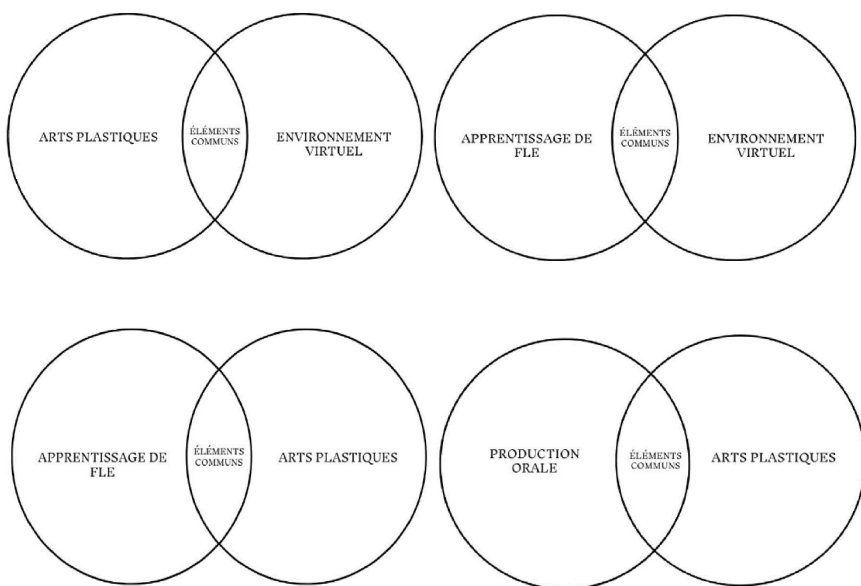 ARTS PLASTIQUES
ÉLÉMENTS
COMMUNS
ENVIRONNEMENT
VIRTUEL
APPRENTISSAGE DE
FLE
ÉLÉMENTS
COMMUNS
ENVIRONNEMENT
VIRTUEL
APPRENTISSAGE DE
FLE
ÉLÉMENTS
COMMUNS
ARTS PLASTIQUES
PRODUCTION
ORALE
ÉLÉMENTS
COMMUNS
ARTS PLASTIQUES